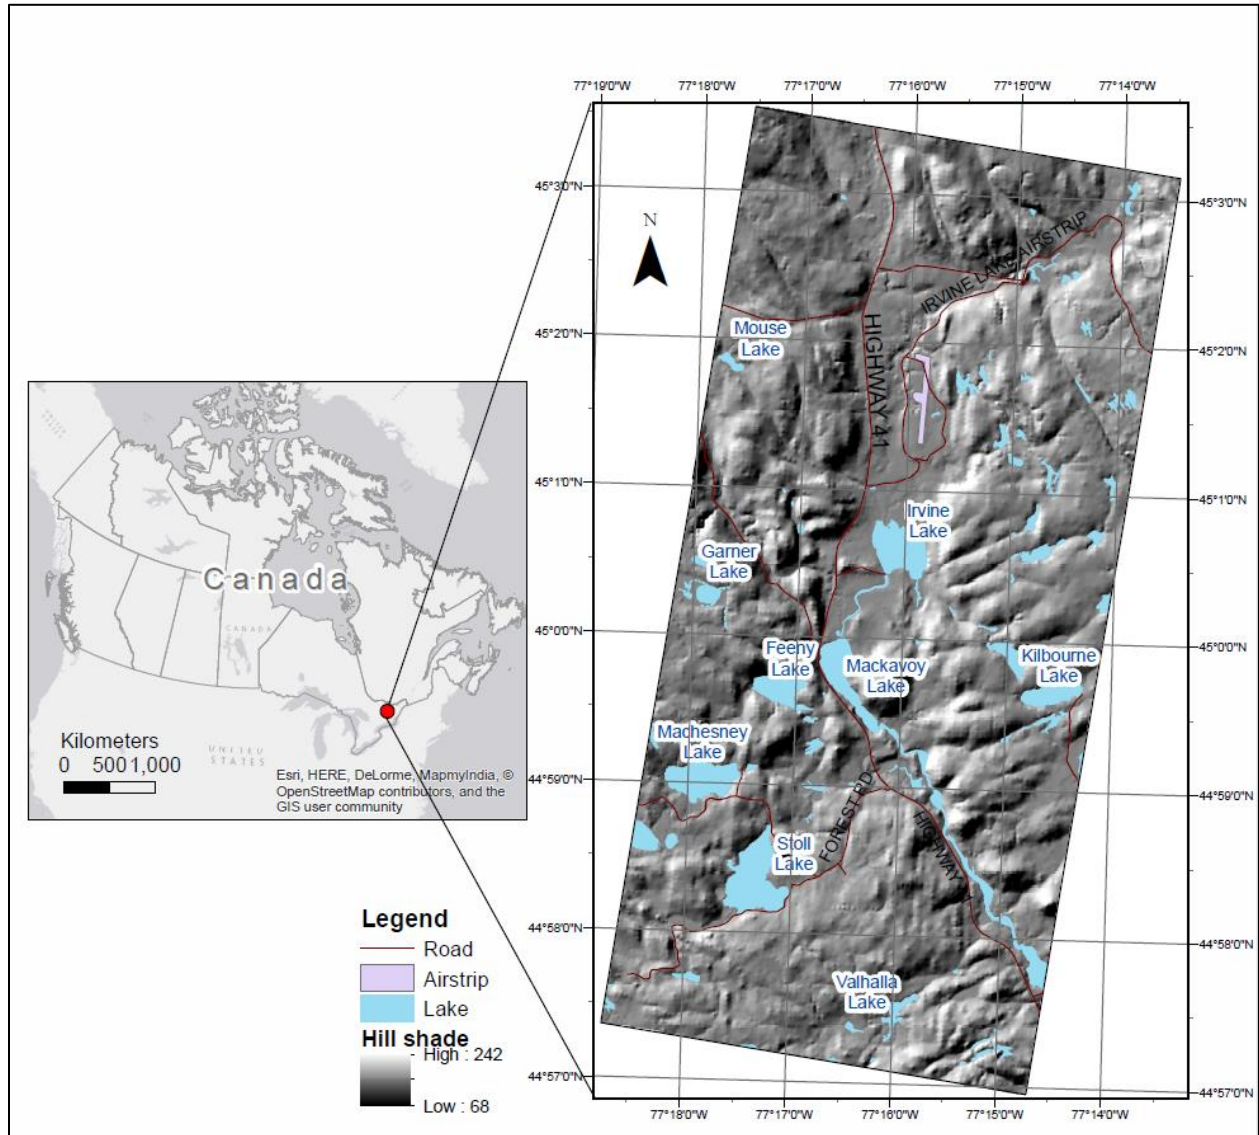 77°19'0"W 77°18'0"W 77°17'0"W 77°16'0"W 77°15'0"W 77°14'0"W
45°3'0"N
45°3'0"N
N
IRVINE LAKE AIRSTRIP
HIGHWAY 41
Mouse
Lake
45°2'0"N
45°2'0"N
45°1'0"N
45°1'0"N
Irvine
Lake
Garner
Lake
45°0'0"N
45°0'0"N
Feeny
Lake
Mackavoy
Lake
Kilbourne
Lake
Machesney
Lake
44°59'0"N
44°59'0"N
FOREST RD
HIGHWAY
Stoll
Lake
44°58'0"N
44°58'0"N
Valhalla
Lake
44°57'0"N
44°57'0"N
77°18'0"W 77°17'0"W 77°16'0"W 77°15'0"W 77°14'0"W
Canada
CANADA
UNITED
STATES
Kilometers
0 500 1,000
Esri, HERE, DeLorme, MapmyIndia, ©
OpenStreetMap contributors, and the
GIS user community
Legend
Road
Airstrip
Lake
Hill shade
High : 242
Low : 68